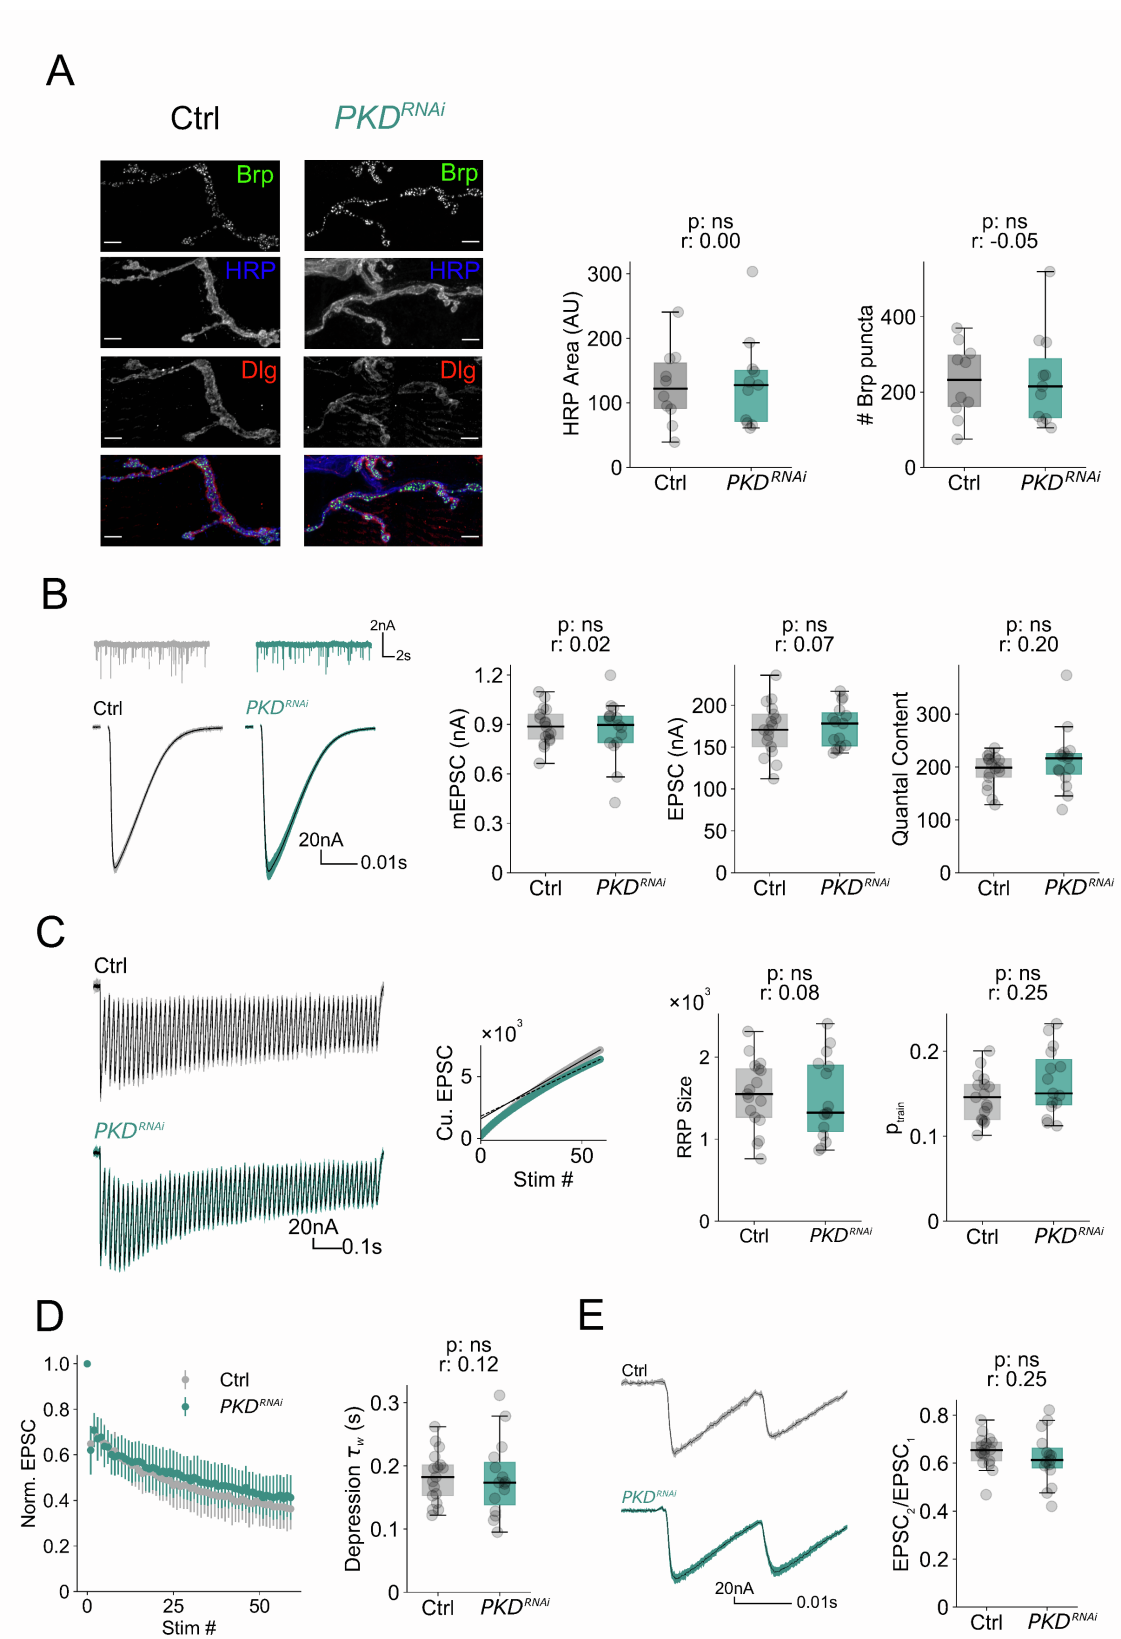 A
Ctrl PKD^RNAi
Brp Brp
HRP HRP
Dlg Dlg
p: ns
r: 0.00
HRP Area (AU)
300
200
100
0
Ctrl PKD^RNAi
p: ns
r: -0.05
# Brp puncta
400
200
0
Ctrl PKD^RNAi
B
2nA
2s
Ctrl PKD^RNAi
20nA
0.01s
p: ns
r: 0.02
mEPSC (nA)
1.2
0.9
0.6
0.3
0
Ctrl PKD^RNAi
p: ns
r: 0.07
EPSC (nA)
200
150
100
50
0
Ctrl PKD^RNAi
p: ns
r: 0.20
Quantal Content
300
200
100
0
Ctrl PKD^RNAi
C
Ctrl
PKD^RNAi
20nA
0.1s
×10^3
Cu. EPSC
5
0
0 50
Stim #
p: ns
r: 0.08
×10^3
RRP Size
2
1
0
Ctrl PKD^RNAi
p: ns
r: 0.25
p_train
0.2
0.1
0
Ctrl PKD^RNAi
D
Norm. EPSC
1.0
0.8
0.6
0.4
0.2
0
0 25 50
Stim #
Ctrl
PKD^RNAi
p: ns
r: 0.12
Depression τ_w (s)
0.3
0.2
0.1
0
Ctrl PKD^RNAi
E
Ctrl
PKD^RNAi
20nA
0.01s
p: ns
r: 0.25
EPSC_2/EPSC_1
0.8
0.6
0.4
0.2
0
Ctrl PKD^RNAi